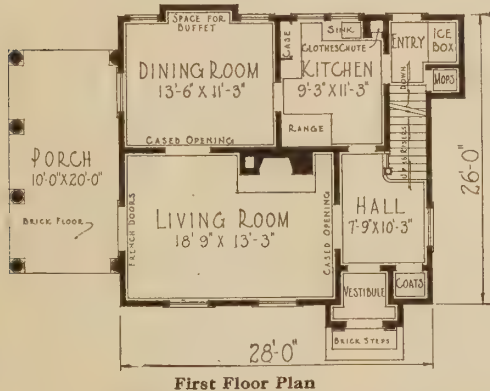 SPACE FOR
BUFFET
SINK
CASE
CLOTHES CHUTE
ENTRY
ICE
BOX
DINING ROOM
13'-6" X 11'-3"
KITCHEN
9'-3" X 11'-3"
DOWN
MOPS
RANGE
CASED OPENING
PORCH
10'-0" X 20'-0"
BRICK FLOOR
FRENCH DOORS
LIVING ROOM
18'9" X 13'-3"
CASED OPENING
HALL
7'-9" X 10'-3"
26'-0"
VESTIBULE
COATS
BRICK STEPS
28'-0"
First Floor Plan